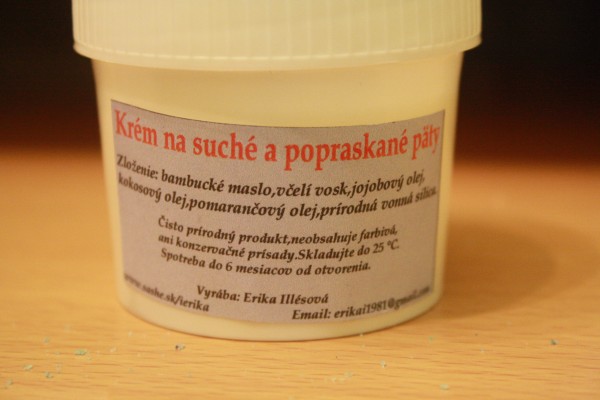 Krém na suché a popraskané päty
Zloženie: bambucké maslo,včelí vosk,jojobový olej,
kokosový olej,pomarančový olej,prírodná vonná silica.
Čisto prírodný produkt,neobsahuje farbivá,
ani konzervačné prísady.Skladujte do 25 °C.
Spotreba do 6 mesiacov od otvorenia.
Vyrába: Erika Illésová
www.sashe.sk/ierika
Email: erikai1981@gmail.com